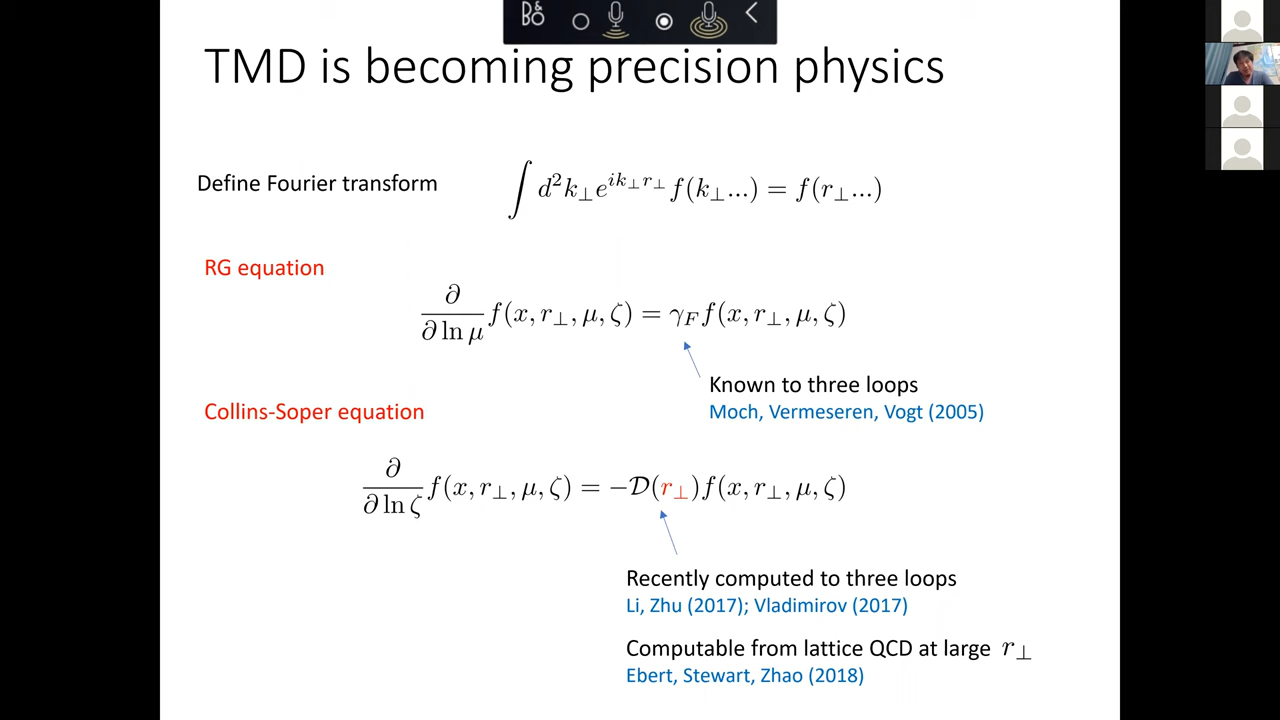 B&O
TMD is becoming precision physics
Define Fourier transform
∫ d²k⊥ e^{ik⊥r⊥} f(k⊥...) = f(r⊥...)
RG equation
∂/∂ ln μ f(x, r⊥, μ, ζ) = γ_F f(x, r⊥, μ, ζ)
Known to three loops
Moch, Vermeseren, Vogt (2005)
Collins-Soper equation
∂/∂ ln ζ f(x, r⊥, μ, ζ) = −𝒟(r⊥) f(x, r⊥, μ, ζ)
Recently computed to three loops
Li, Zhu (2017); Vladimirov (2017)
Computable from lattice QCD at large r⊥
Ebert, Stewart, Zhao (2018)